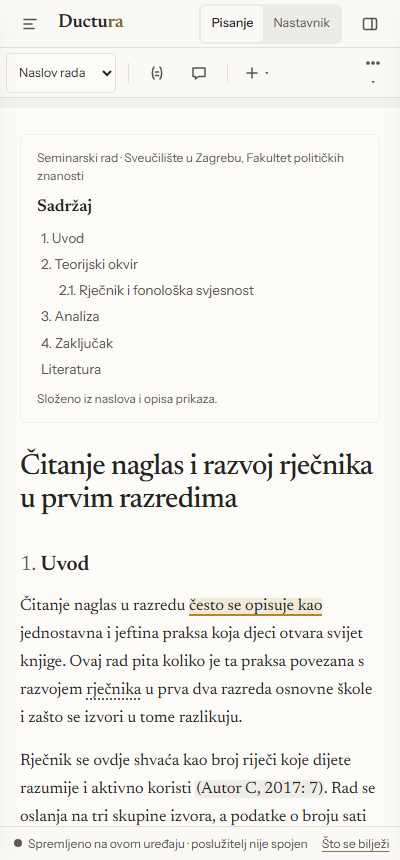 Ductura
Pisanje
Nastavnik
Naslov rada
Seminarski rad · Sveučilište u Zagrebu, Fakultet političkih
znanosti
Sadržaj
1. Uvod
2. Teorijski okvir
2.1. Rječnik i fonološka svjesnost
3. Analiza
4. Zaključak
Literatura
Složeno iz naslova i opisa prikaza.
Čitanje naglas i razvoj rječnika
u prvim razredima
1. Uvod
Čitanje naglas u razredu često se opisuje kao
jednostavna i jeftina praksa koja djeci otvara svijet
knjige. Ovaj rad pita koliko je ta praksa povezana s
razvojem rječnika u prva dva razreda osnovne škole
i zašto se izvori u tome razlikuju.
Rječnik se ovdje shvaća kao broj riječi koje dijete
razumije i aktivno koristi (Autor C, 2017: 7). Rad se
oslanja na tri skupine izvora, a podatke o broju sati
Spremljeno na ovom uređaju · poslužitelj nije spojen
Što se bilježi